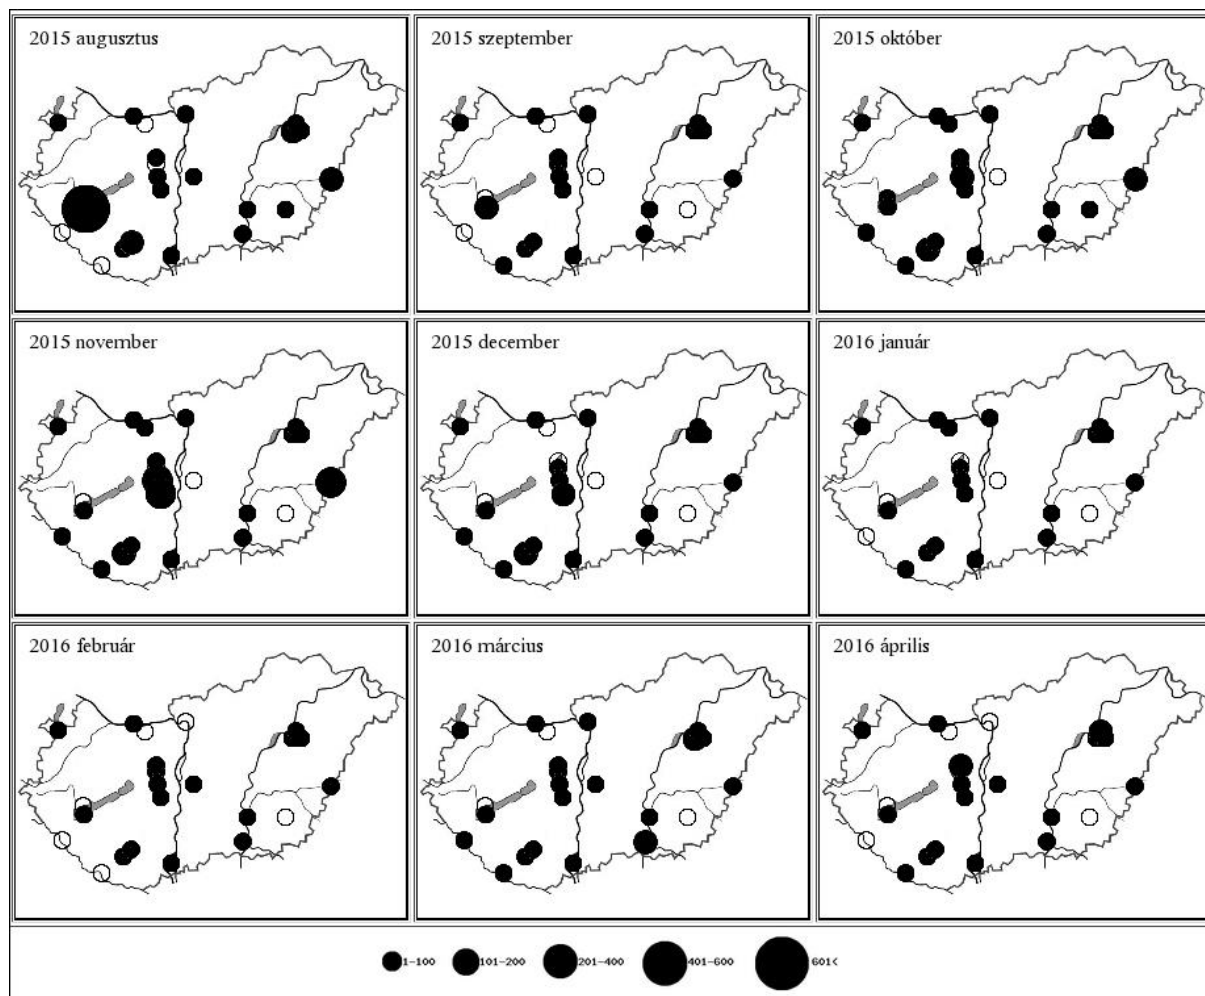 2015 augusztus
2015 szeptember
2015 október
2015 november
2015 december
2016 január
2016 február
2016 március
2016 április
1-100
101-200
201-400
401-600
601<